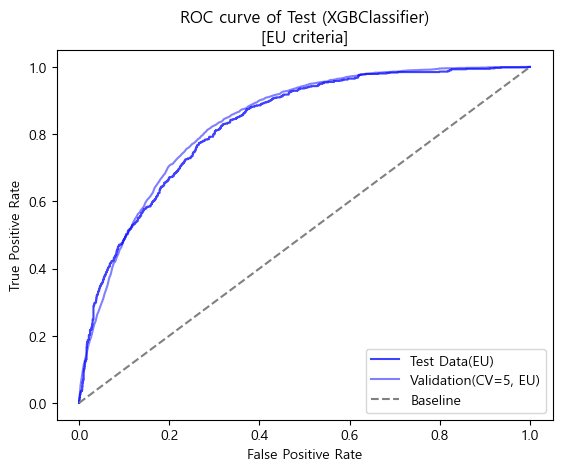 ROC curve of Test (XGBClassifier)
[EU criteria]
True Positive Rate
1.0
0.8
0.6
0.4
0.2
0.0
0.0 0.2 0.4 0.6 0.8 1.0
False Positive Rate
Test Data(EU)
Validation(CV=5, EU)
Baseline